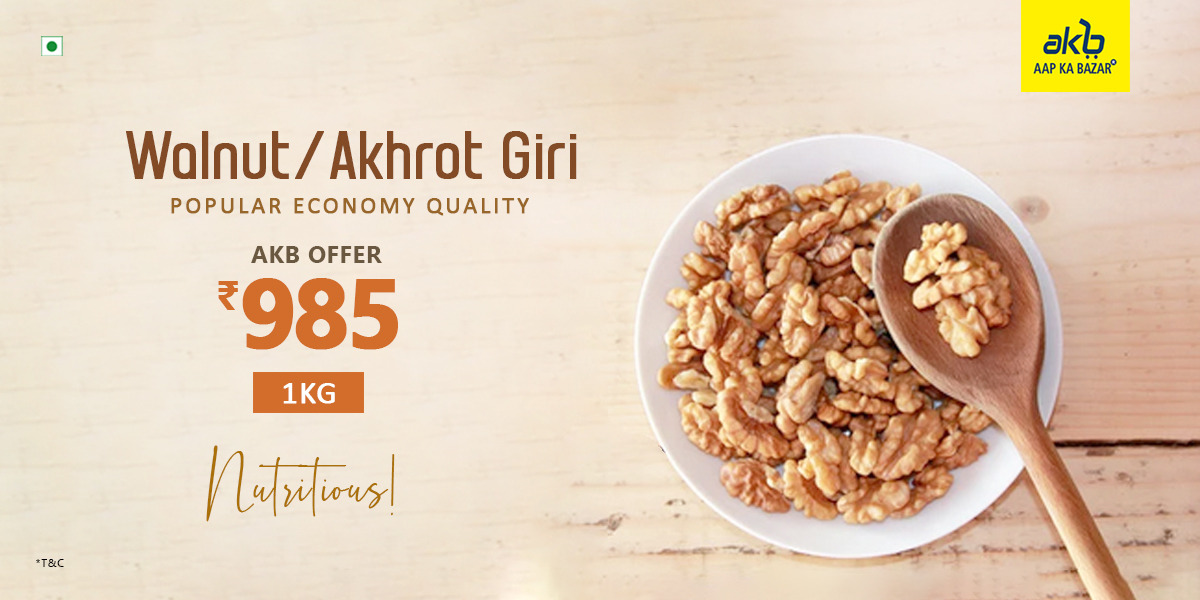 akb
AAP KA BAZAR
Walnut/Akhrot Giri
POPULAR ECONOMY QUALITY
AKB OFFER
₹985
1KG
Nutritious!
*T&C